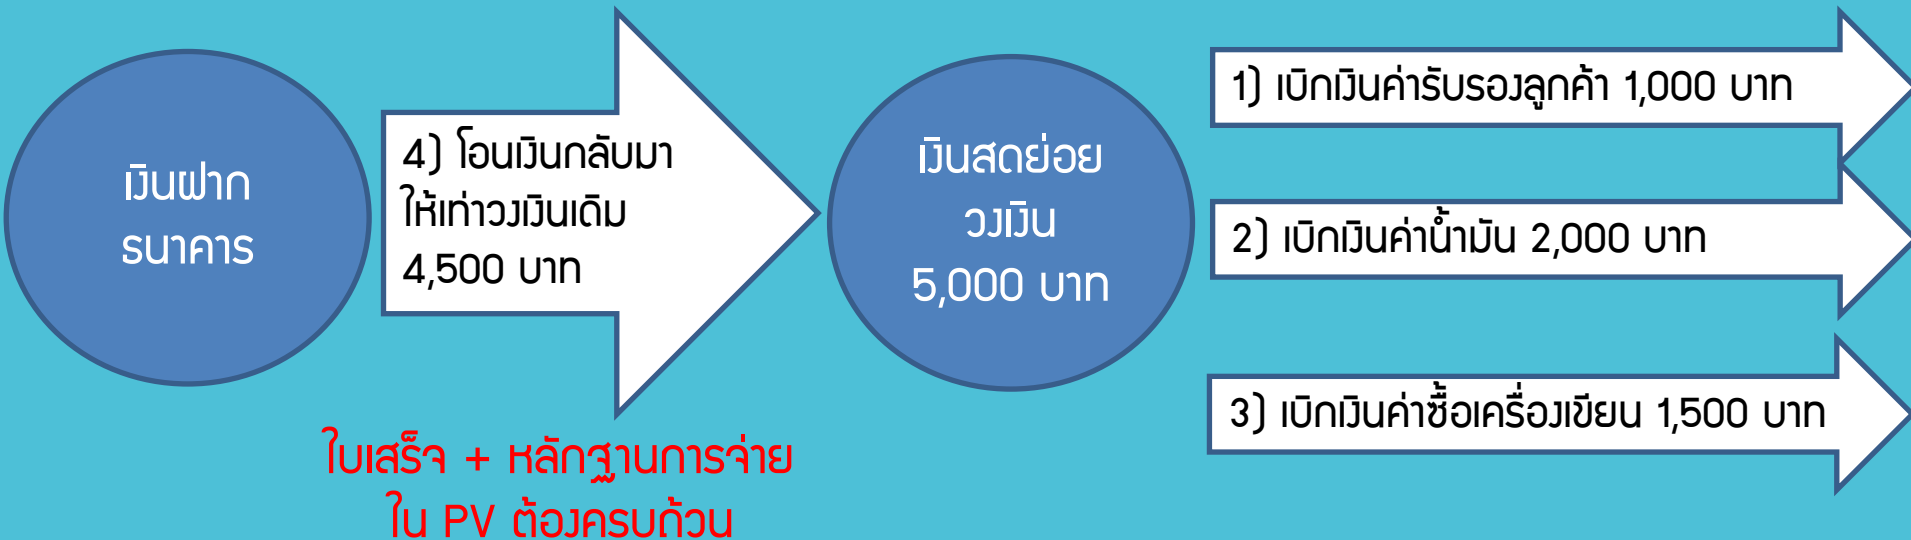 เงินฝาก
ธนาคาร
4) โอนเงินกลับมา
ให้เท่าวงเงินเดิม
4,500 บาท
ใบเสร็จ + หลักฐานการจ่าย
ใน PV ต้องครบถ้วน
เงินสดย่อย
วงเงิน
5,000 บาท
1) เบิกเงินค่ารับรองลูกค้า 1,000 บาท
2) เบิกเงินค่าน้ำมัน 2,000 บาท
3) เบิกเงินค่าซื้อเครื่องเขียน 1,500 บาท